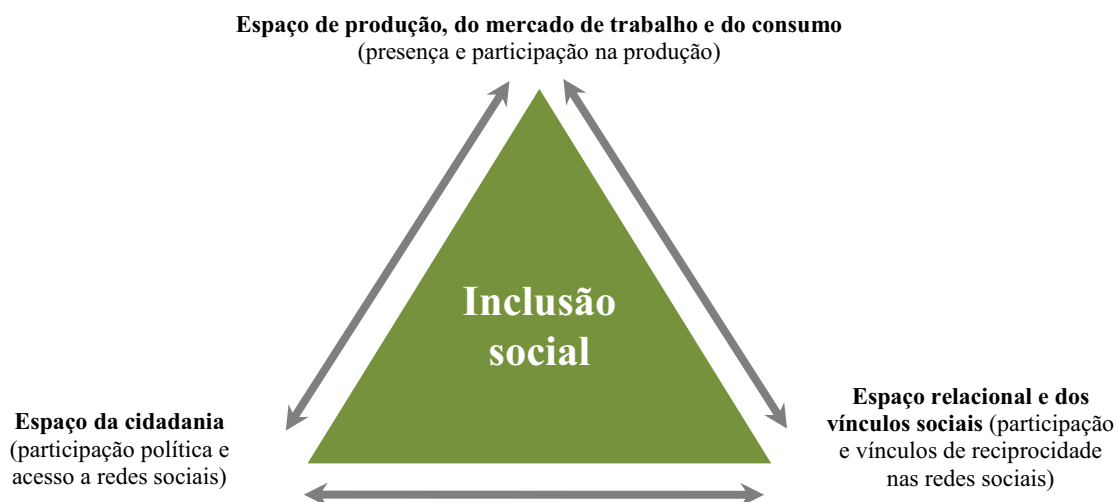 Espaço de produção, do mercado de trabalho e do consumo
(presença e participação na produção)
Inclusão
social
Espaço da cidadania
(participação política e
acesso a redes sociais)
Espaço relacional e dos
vínculos sociais (participação
e vínculos de reciprocidade
nas redes sociais)